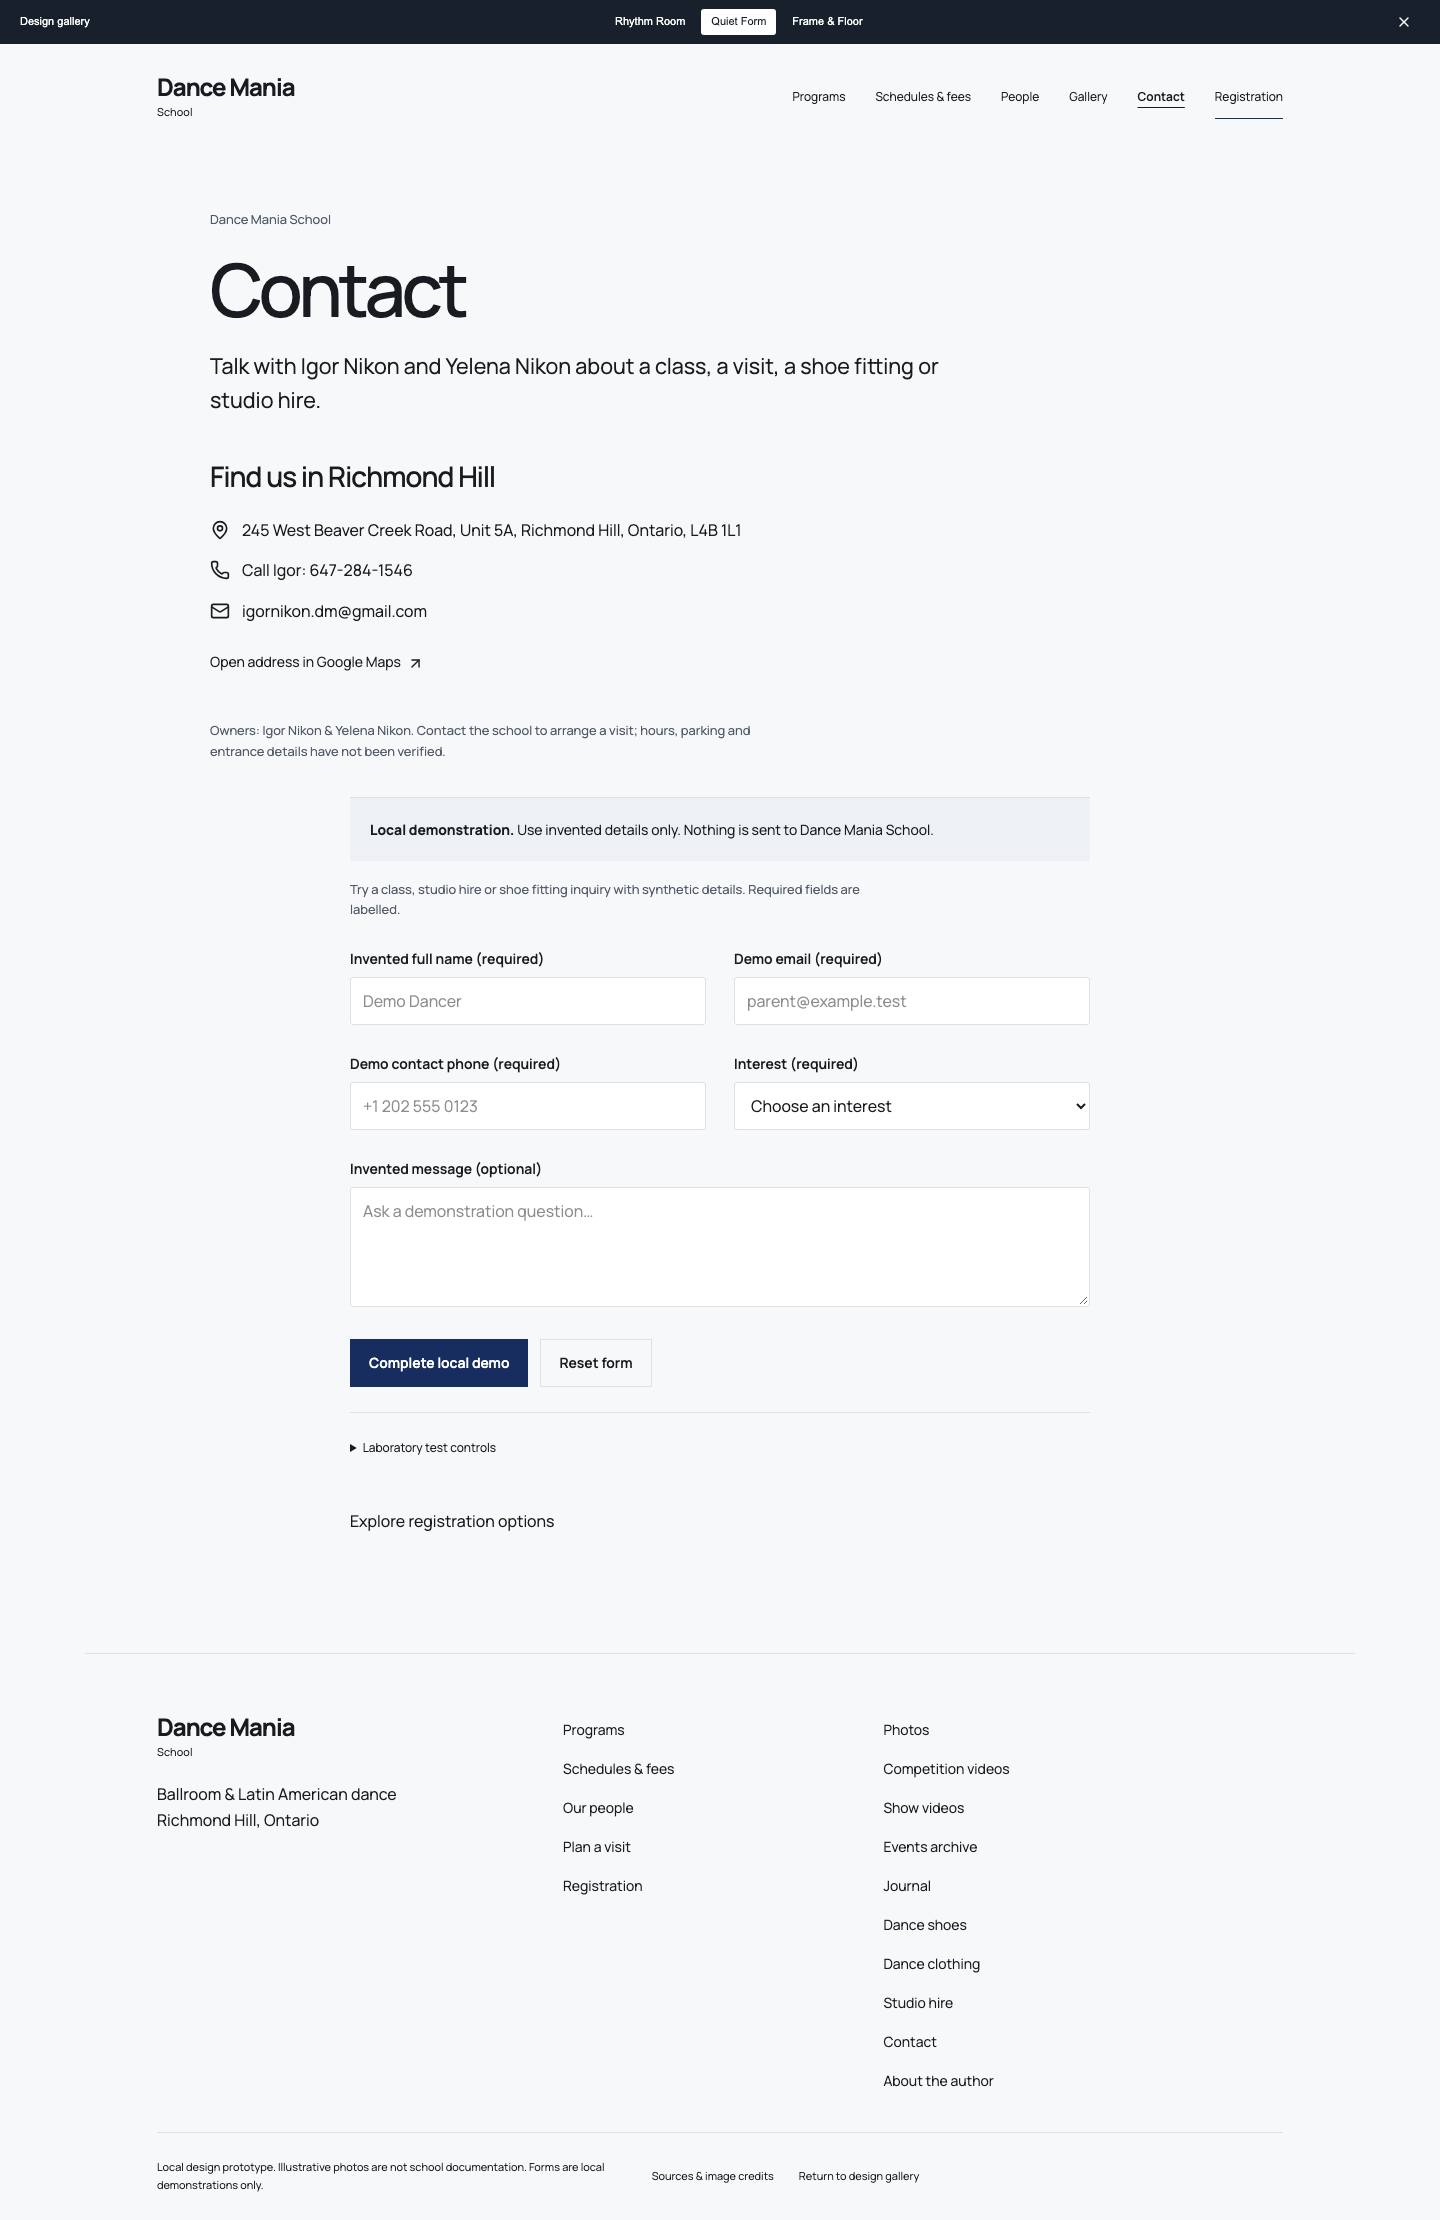 Design gallery
Rhythm Room
Quiet Form
Frame & Floor
Dance Mania
School
Programs
Schedules & fees
People
Gallery
Contact
Registration
Dance Mania School
Contact
Talk with Igor Nikon and Yelena Nikon about a class, a visit, a shoe fitting or
studio hire.
Find us in Richmond Hill
245 West Beaver Creek Road, Unit 5A, Richmond Hill, Ontario, L4B 1L1
Call Igor: 647-284-1546
igornikon.dm@gmail.com
Open address in Google Maps
Owners: Igor Nikon & Yelena Nikon. Contact the school to arrange a visit; hours, parking and
entrance details have not been verified.
Local demonstration. Use invented details only. Nothing is sent to Dance Mania School.
Try a class, studio hire or shoe fitting inquiry with synthetic details. Required fields are
labelled.
Invented full name (required)
Demo Dancer
Demo email (required)
parent@example.test
Demo contact phone (required)
+1 202 555 0123
Interest (required)
Choose an interest
Invented message (optional)
Ask a demonstration question…
Complete local demo
Reset form
Laboratory test controls
Explore registration options
Dance Mania
School
Ballroom & Latin American dance
Richmond Hill, Ontario
Programs
Schedules & fees
Our people
Plan a visit
Registration
Photos
Competition videos
Show videos
Events archive
Journal
Dance shoes
Dance clothing
Studio hire
Contact
About the author
Local design prototype. Illustrative photos are not school documentation. Forms are local
demonstrations only.
Sources & image credits
Return to design gallery